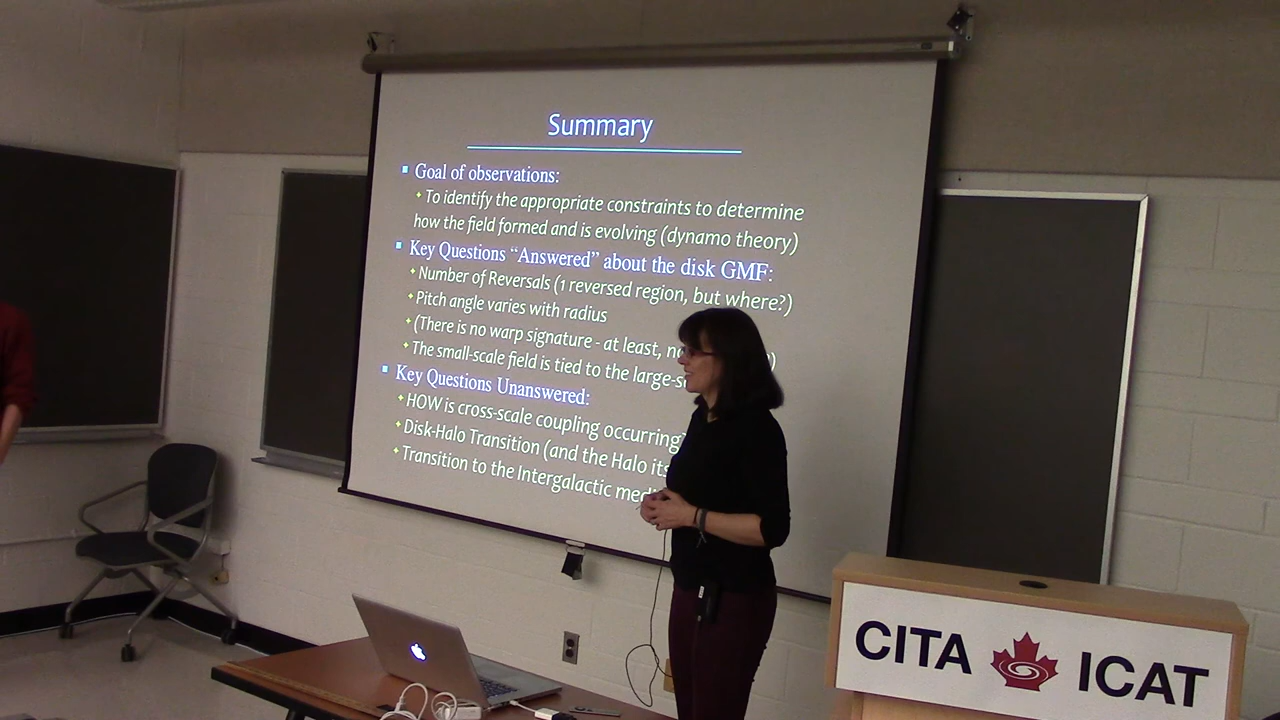 Summary
Goal of observations:
To identify the appropriate constraints to determine
how the field formed and is evolving (dynamo theory)
Key Questions “Answered” about the disk GMF:
Number of Reversals (1 reversed region, but where?)
Pitch angle varies with radius
(There is no warp signature - at least,
The small-scale field is tied to the
Key Questions Unanswered:
HOW is cross-scale coupling occurring
Disk-Halo Transition (and the Halo
Transition to the Intergalactic
CITA ICAT